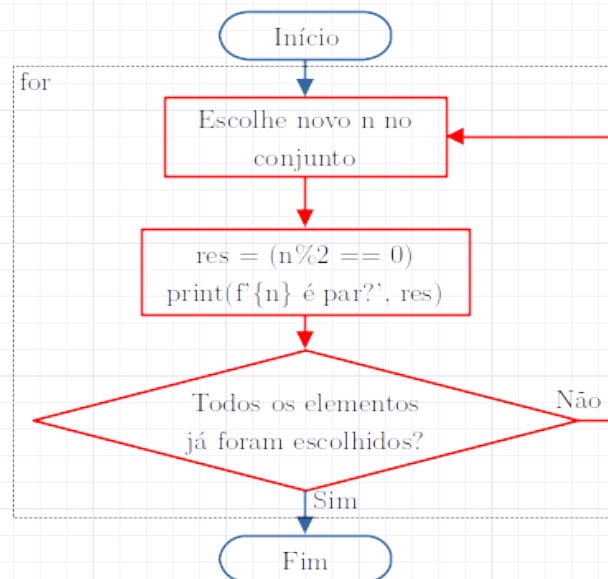 Início
for
Escolhe novo n no
conjunto
res = (n%2 == 0)
print(f'{n} é par?', res)
Todos os elementos
já foram escolhidos?
Não
Sim
Fim